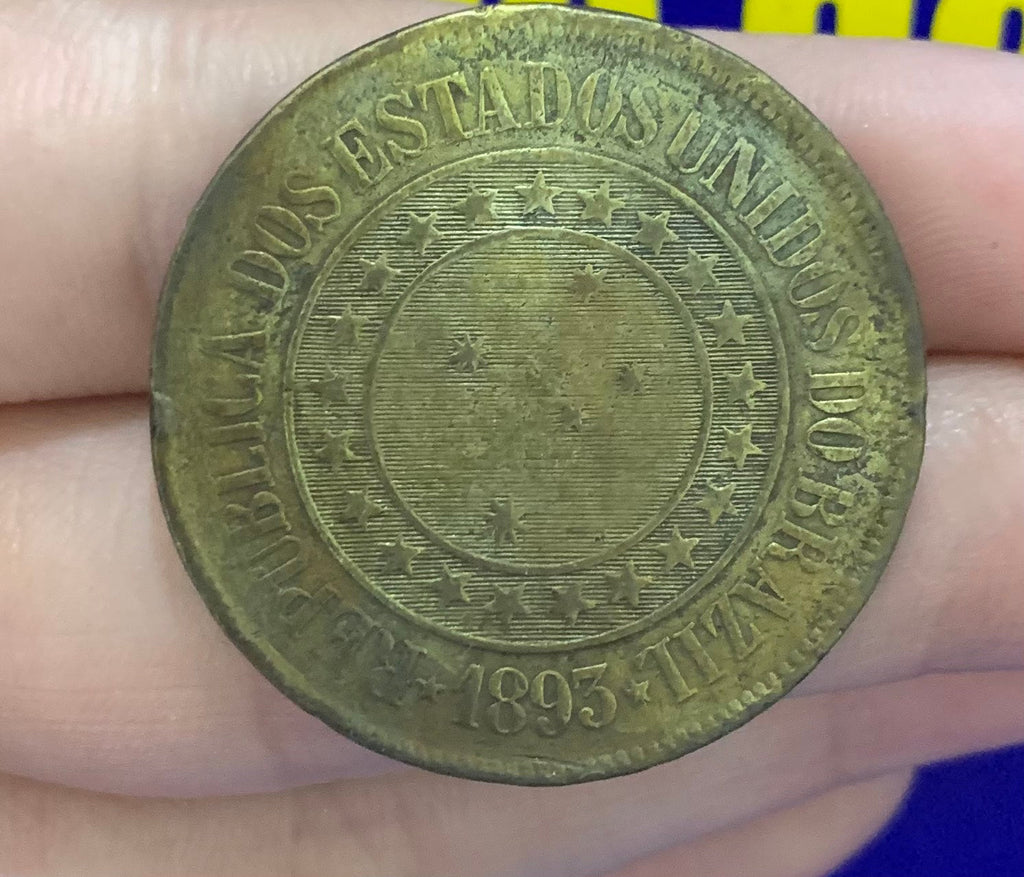 REPUBLICA DOS ESTADOS UNIDOS DO BRAZIL
1893